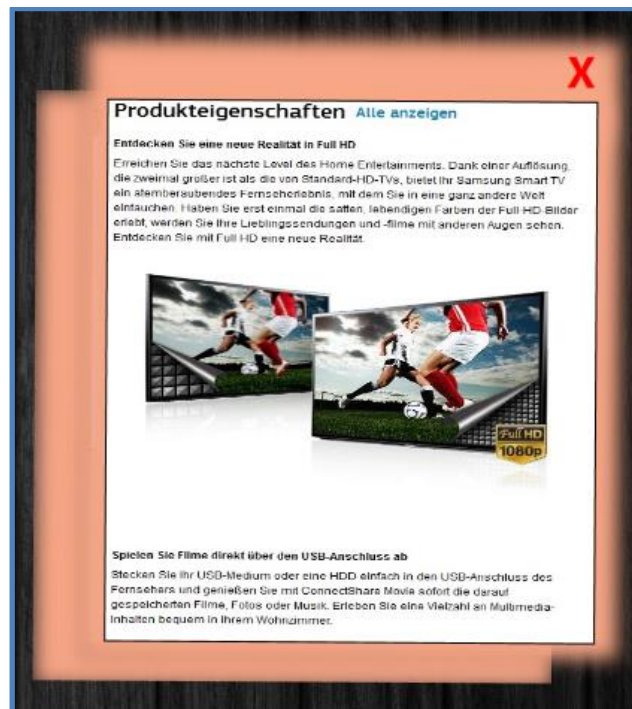 X
Produkteigenschaften Alle anzeigen
Entdecken Sie eine neue Realität in Full HD
Erreichen Sie das nächste Level des Home Entertainments. Dank einer Auflösung,
die zweimal größer ist als die von Standard-HD-TVs, bietet Ihr Samsung Smart TV
ein atemberaubendes Fernseherlebnis, mit dem Sie in eine ganz andere Welt
eintauchen. Haben Sie erst einmal die satten, lebendigen Farben der Full-HD-Bilder
erlebt, werden Sie Ihre Lieblingssendungen und -filme mit anderen Augen sehen.
Entdecken Sie mit Full HD eine neue Realität.
Full HD
1080p
Spielen Sie Filme direkt über den USB-Anschluss ab
Stecken Sie Ihr USB-Medium oder eine HDD einfach in den USB-Anschluss des
Fernsehers und genießen Sie mit ConnectShare Movie sofort die darauf
gespeicherten Filme, Fotos oder Musik. Erleben Sie eine Vielzahl an Multimedia-
Inhalten bequem in Ihrem Wohnzimmer.